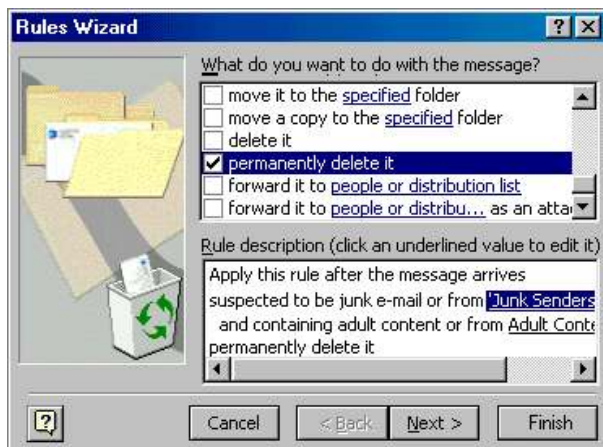 Rules Wizard
What do you want to do with the message?
move it to the specified folder
move a copy to the specified folder
delete it
permanently delete it
forward it to people or distribution list
forward it to people or distribu... as an atta
Rule description (click an underlined value to edit it)
Apply this rule after the message arrives
suspected to be junk e-mail or from 'Junk Senders
and containing adult content or from Adult Conte
permanently delete it
Cancel < Back Next > Finish